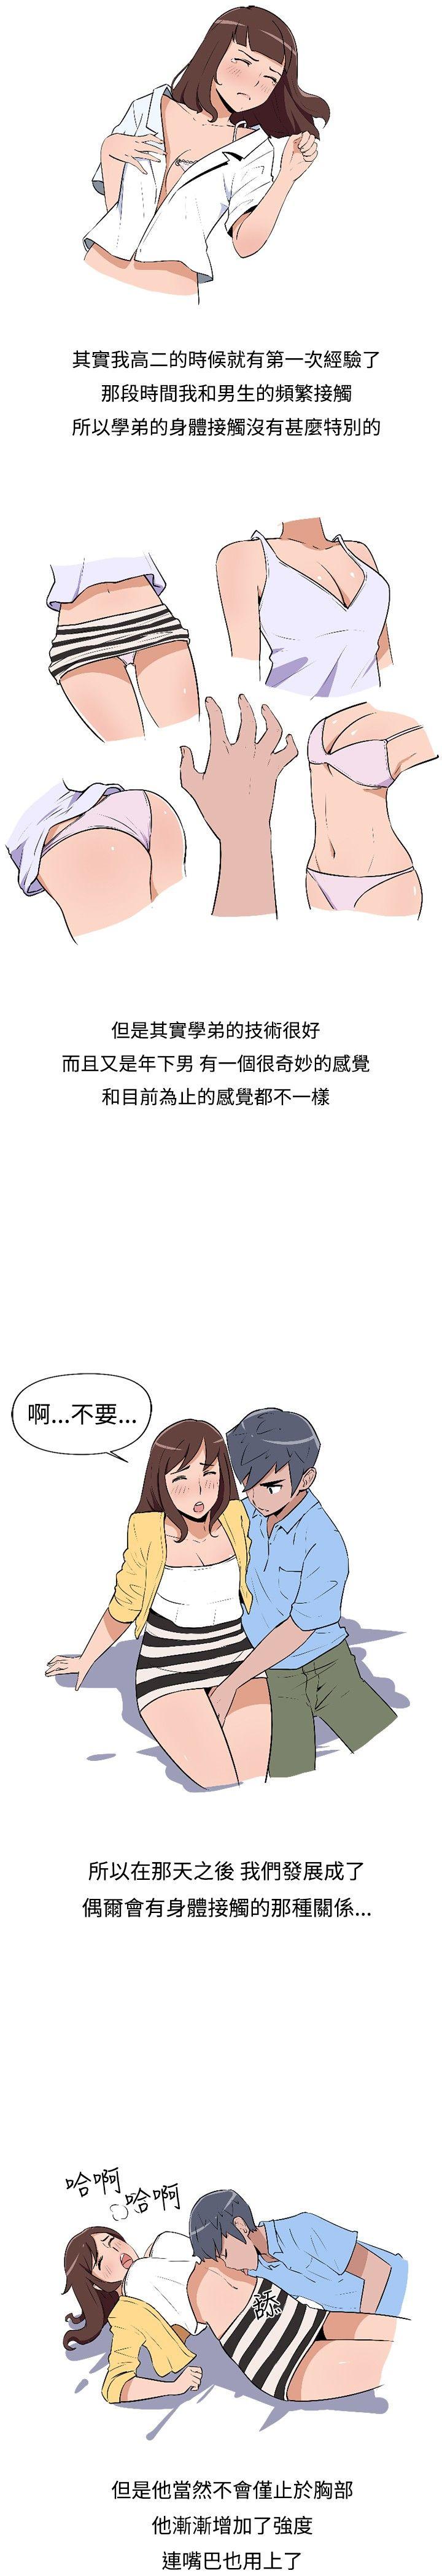 其實我高二的時候就有第一次經驗了
那段時間我和男生的頻繁接觸
所以學弟的身體接觸沒有甚麼特別的
但是其實學弟的技術很好
而且又是年下男 有一個很奇妙的感覺
和目前為止的感覺都不一樣
啊...不要...
所以在那天之後 我們發展成了
偶爾會有身體接觸的那種關係...
哈啊
哈啊
舔
但是他當然不會僅止於胸部
他漸漸增加了強度
連嘴巴也用上了